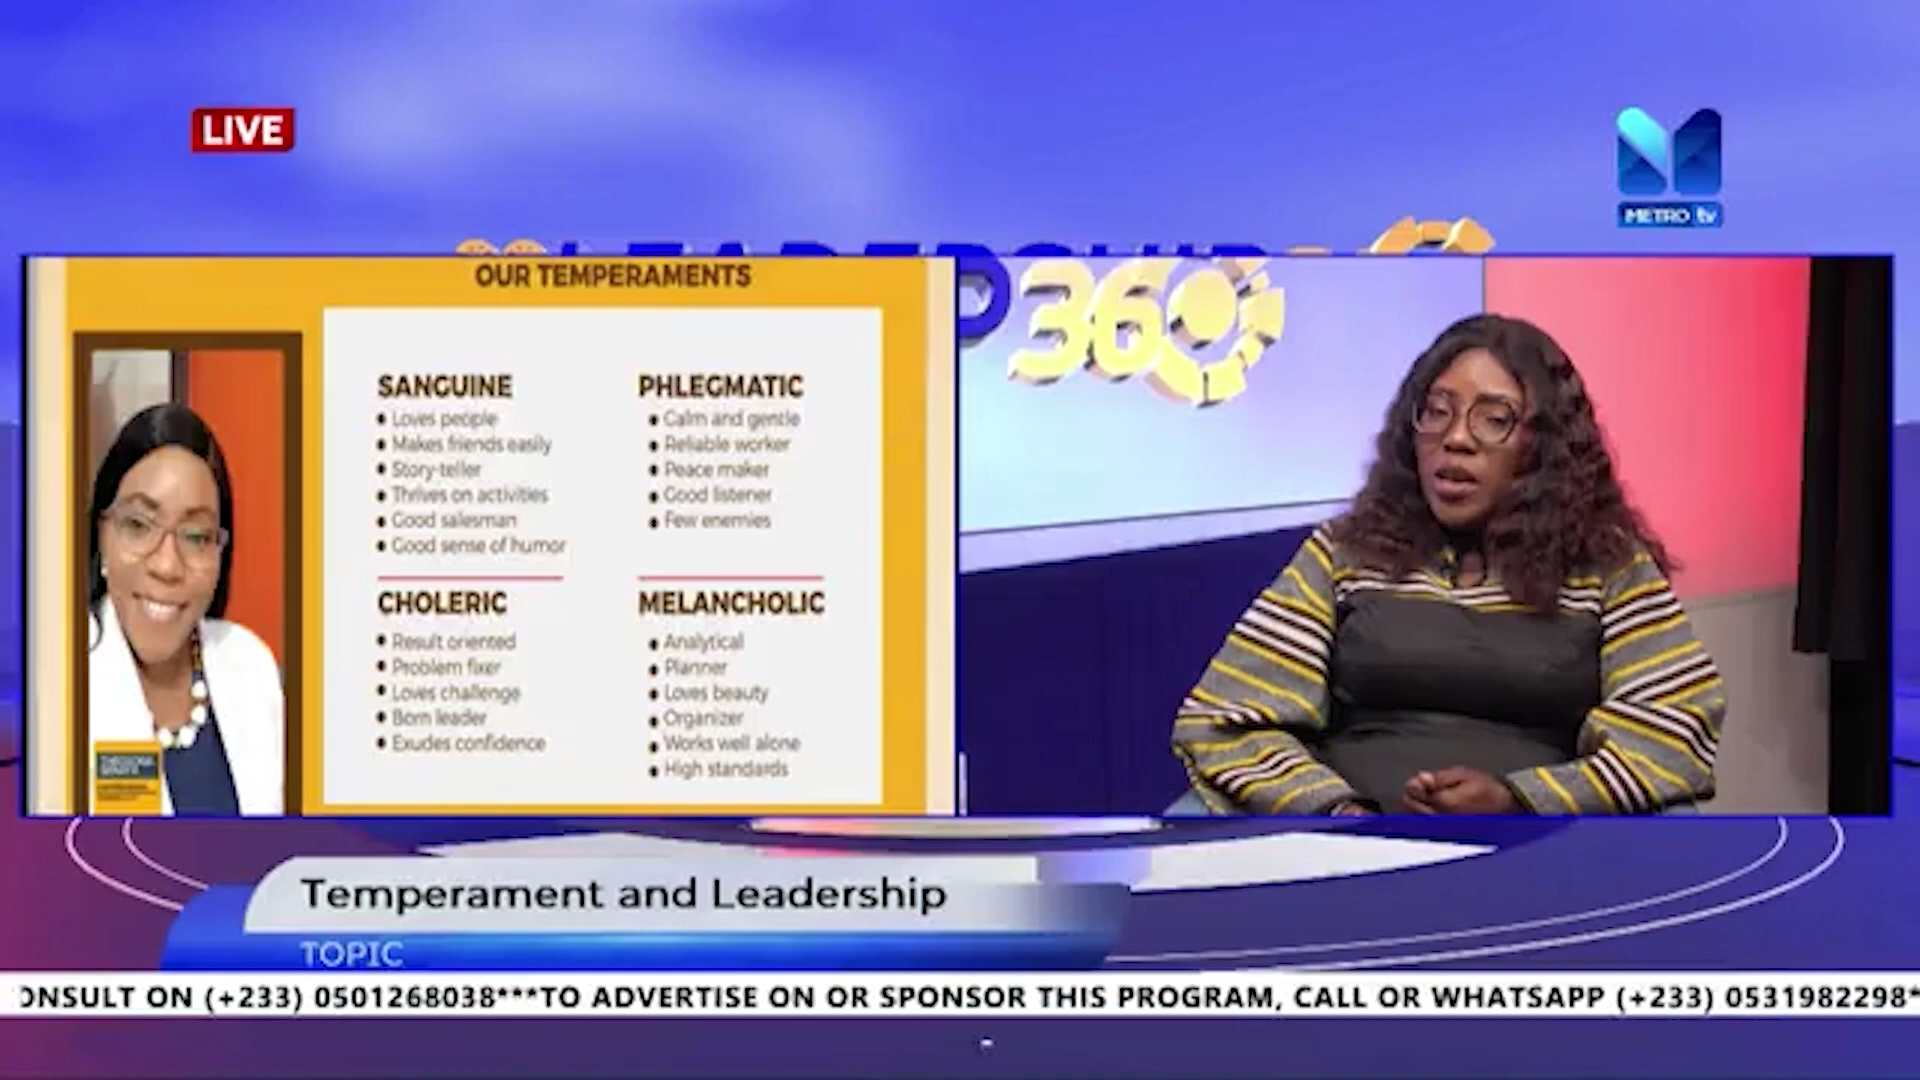 LIVE
METRO tv
LEADERSHIP
OUR TEMPERAMENTS
360
SANGUINE
• Loves people
• Makes friends easily
• Story-teller
• Thrives on activities
• Good salesman
• Good sense of humor
PHLEGMATIC
• Calm and gentle
• Reliable worker
• Peace maker
• Good listener
• Few enemies
CHOLERIC
• Result oriented
• Problem fixer
• Loves challenge
• Born leader
• Exudes confidence
MELANCHOLIC
• Analytical
• Planner
• Loves beauty
• Organizer
• Works well alone
• High standards
Temperament and Leadership
TOPIC
ONSULT ON (+233) 0501268038***TO ADVERTISE ON OR SPONSOR THIS PROGRAM, CALL OR WHATSAPP (+233) 0531982298*